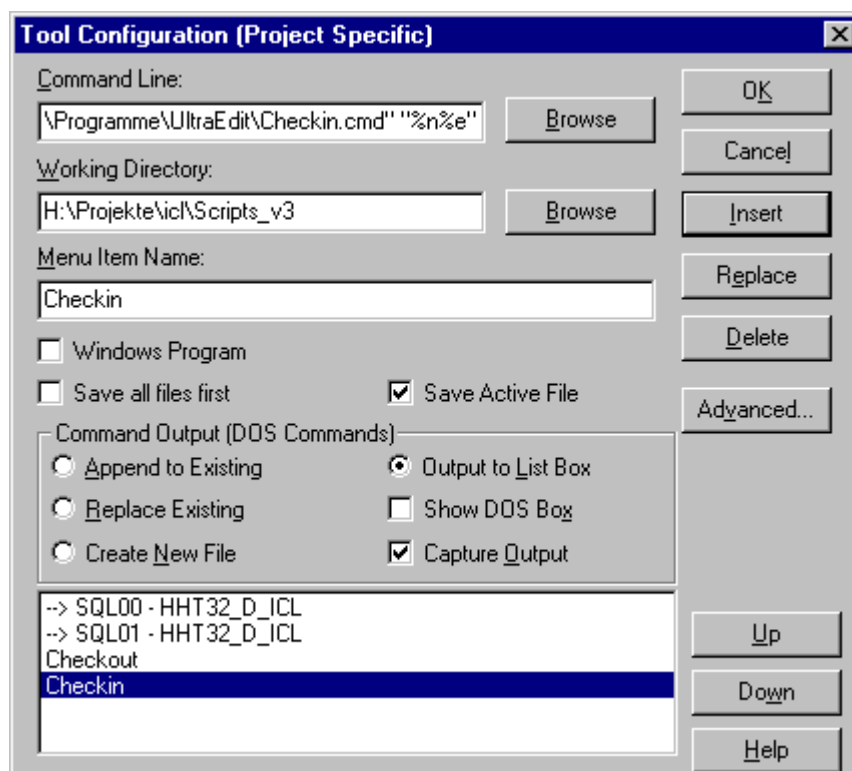 Tool Configuration (Project Specific)
Command Line:
\Programme\UltraEdit\Checkin.cmd" "%n%e"
Browse
OK
Cancel
Working Directory:
H:\Projekte\icl\Scripts_v3
Browse
Insert
Menu Item Name:
Checkin
Replace
Windows Program
Delete
Save all files first
Save Active File
Advanced...
Command Output (DOS Commands)
Append to Existing
Output to List Box
Replace Existing
Show DOS Box
Create New File
Capture Output
--> SQL00 - HHT32_D_ICL
--> SQL01 - HHT32_D_ICL
Checkout
Checkin
Up
Down
Help